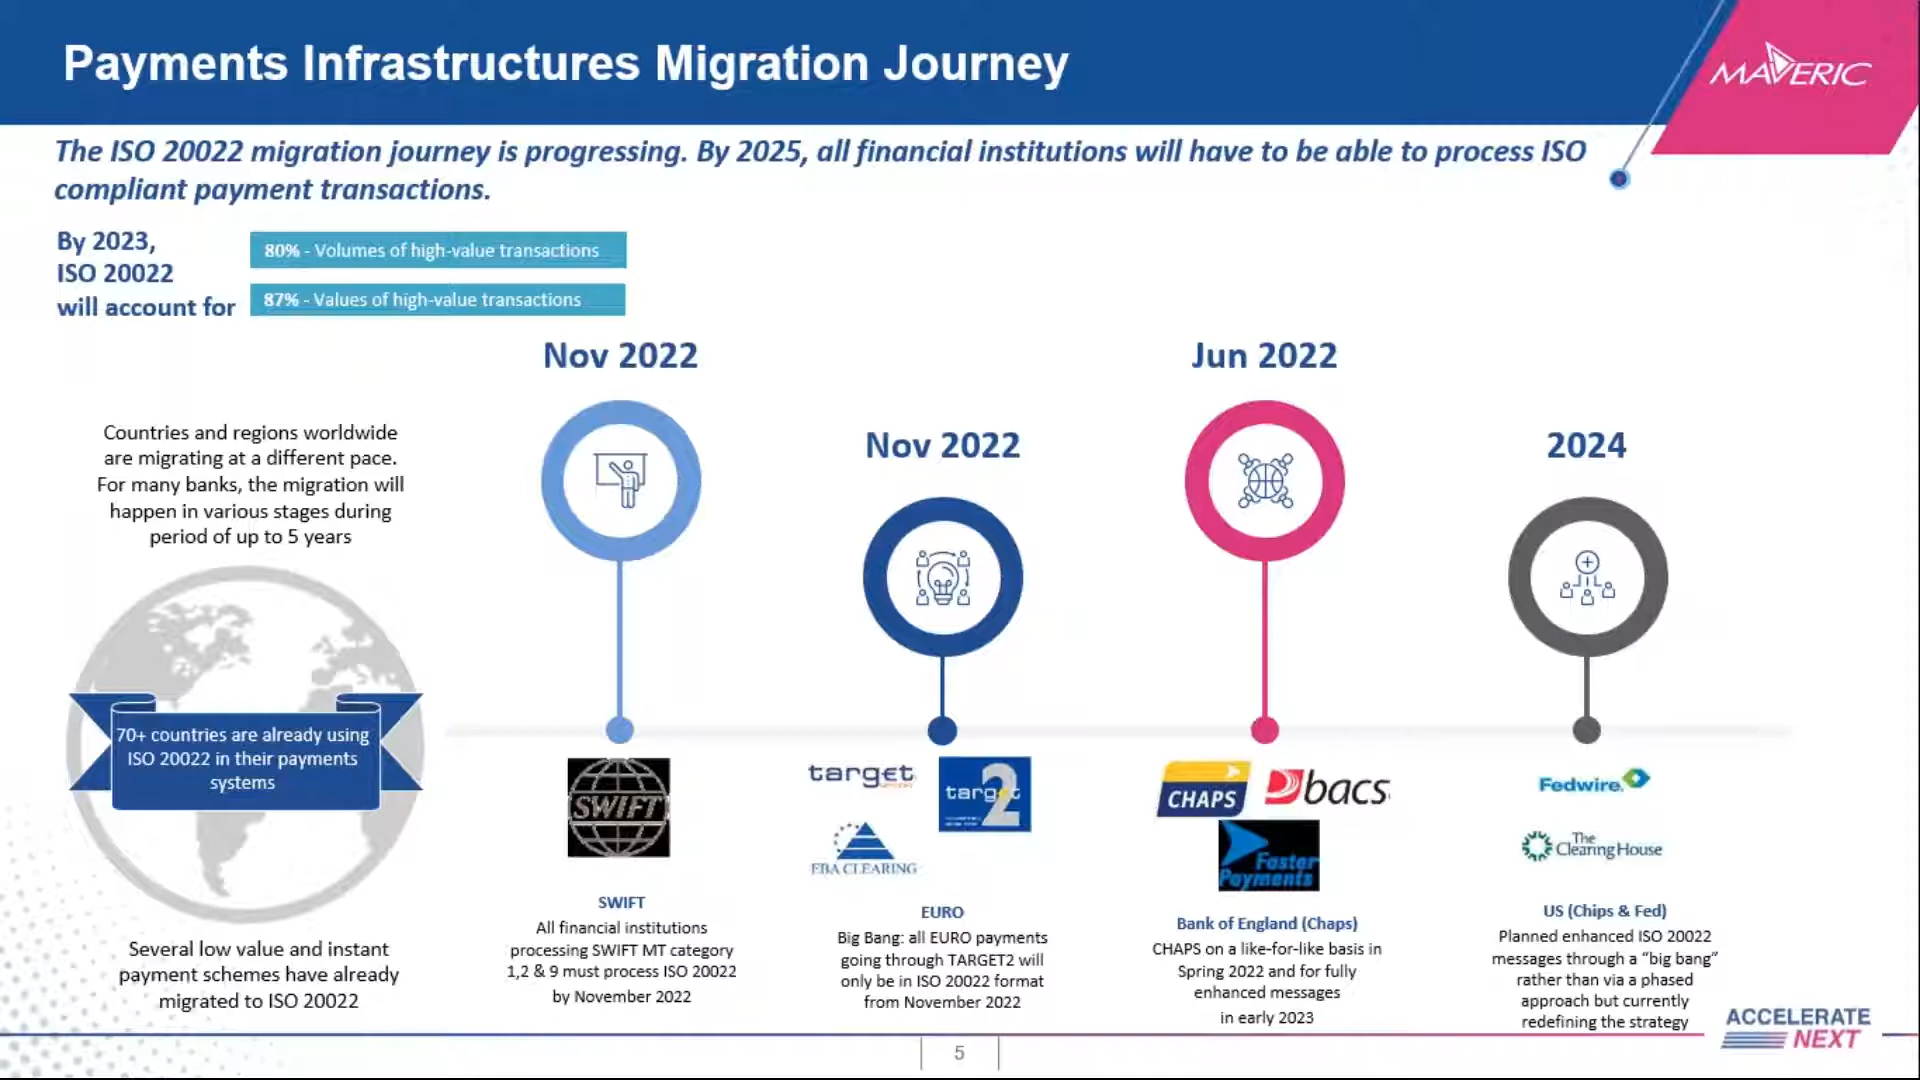 Payments Infrastructures Migration Journey
MAVERIC
The ISO 20022 migration journey is progressing. By 2025, all financial institutions will have to be able to process ISO
compliant payment transactions.
By 2023,
ISO 20022
will account for
80% - Volumes of high-value transactions
87% - Values of high-value transactions
Countries and regions worldwide
are migrating at a different pace.
For many banks, the migration will
happen in various stages during
period of up to 5 years
70+ countries are already using
ISO 20022 in their payments
systems
Several low value and instant
payment schemes have already
migrated to ISO 20022
Nov 2022
SWIFT
SWIFT
All financial institutions
processing SWIFT MT category
1,2 & 9 must process ISO 20022
by November 2022
Nov 2022
target
target
2
EBA CLEARING
EURO
Big Bang: all EURO payments
going through TARGET2 will
only be in ISO 20022 format
from November 2022
Jun 2022
CHAPS
bacs
Faster
Payments
Bank of England (Chaps)
CHAPS on a like-for-like basis in
Spring 2022 and for fully
enhanced messages
in early 2023
2024
Fedwire
The
Clearing House
US (Chips & Fed)
Planned enhanced ISO 20022
messages through a “big bang”
rather than via a phased
approach but currently
redefining the strategy
ACCELERATE
NEXT
5